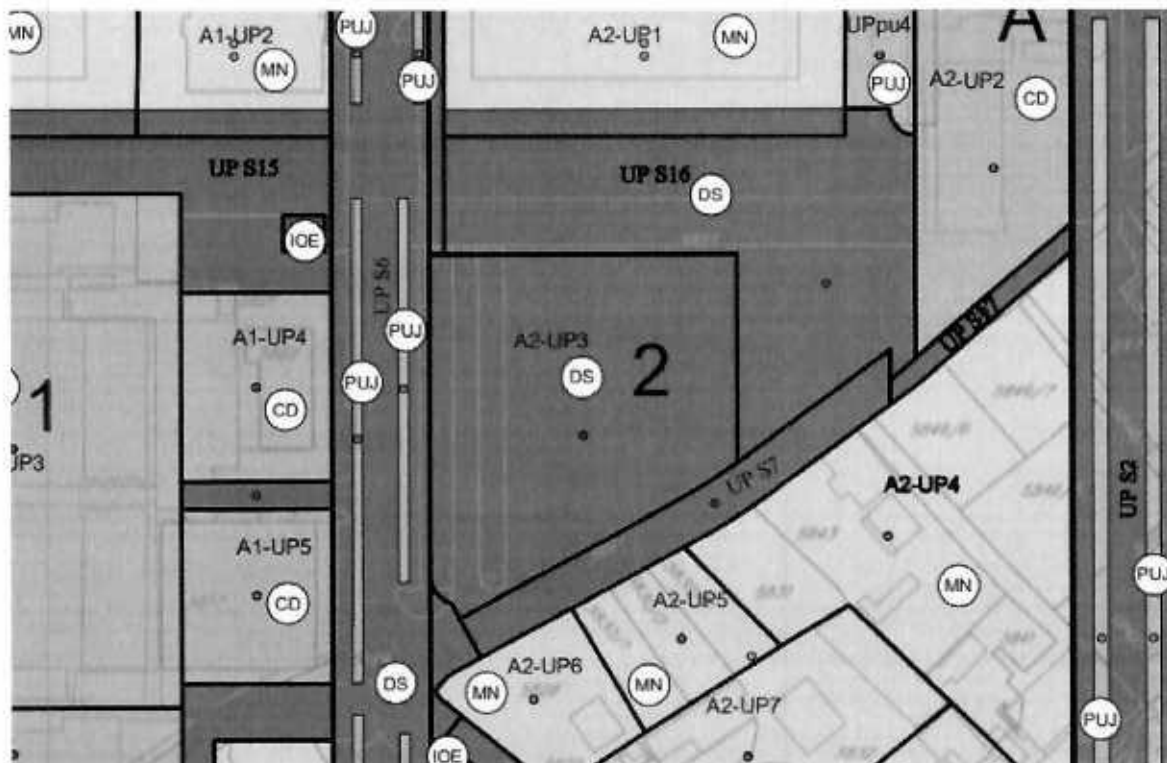 MN
A1-UP2
MN
PUJ
PUJ
A2-UP1
MN
UPpu4
PUJ
A
A2-UP2
CD
UP S15
UP S16
DS
IOE
UP S6
PUJ
PUJ
A1-UP4
CD
A2-UP3
DS
2
UP S17
1
UP3
UP S7
5846/7
A2-UP4
5843
MN
UP S2
PUJ
A1-UP5
CD
A2-UP5
MN
A2-UP6
MN
DS
A2-UP7
PUJ
IOE